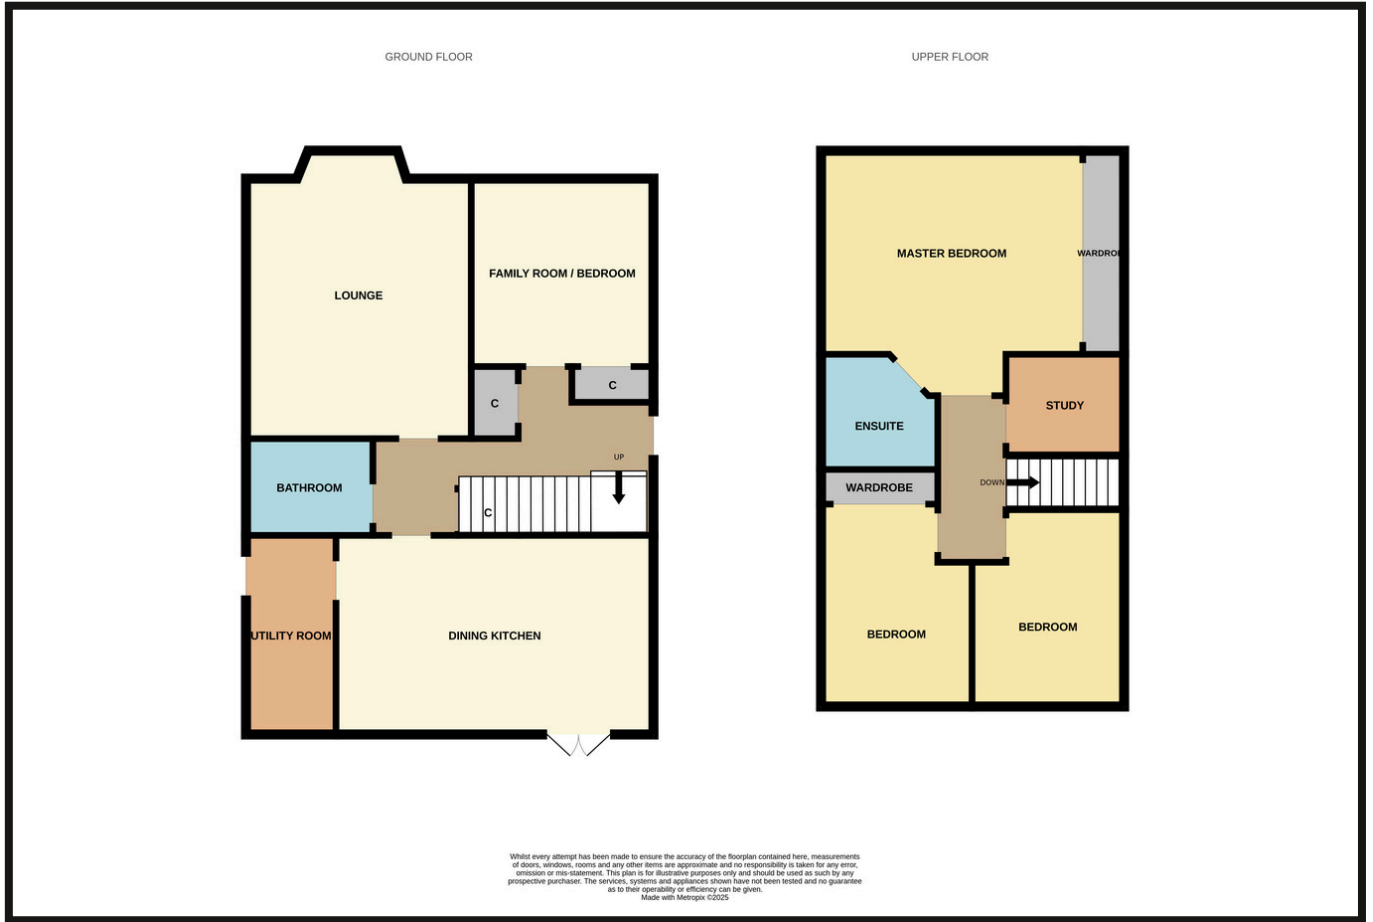 GROUND FLOOR
UPPER FLOOR
LOUNGE
FAMILY ROOM / BEDROOM
C
C
UP
BATHROOM
C
UTILITY ROOM
DINING KITCHEN
MASTER BEDROOM
WARDROB
ENSUITE
STUDY
WARDROBE
DOWN
BEDROOM
BEDROOM
Whilst every attempt has been made to ensure the accuracy of the floorplan contained here, measurements
of doors, windows, rooms and any other items are approximate and no responsibility is taken for any error,
omission or mis-statement. This plan is for illustrative purposes only and should be used as such by any
prospective purchaser. The services, systems and appliances shown have not been tested and no guarantee
as to their operability or efficiency can be given.
Made with Metropix ©2025